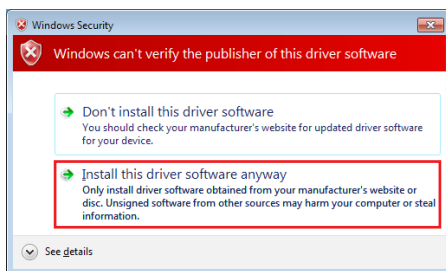 Windows Security
Windows can't verify the publisher of this driver software
Don't install this driver software
You should check your manufacturer's website for updated driver software
for your device.
Install this driver software anyway
Only install driver software obtained from your manufacturer's website or
disc. Unsigned software from other sources may harm your computer or steal
information.
See details